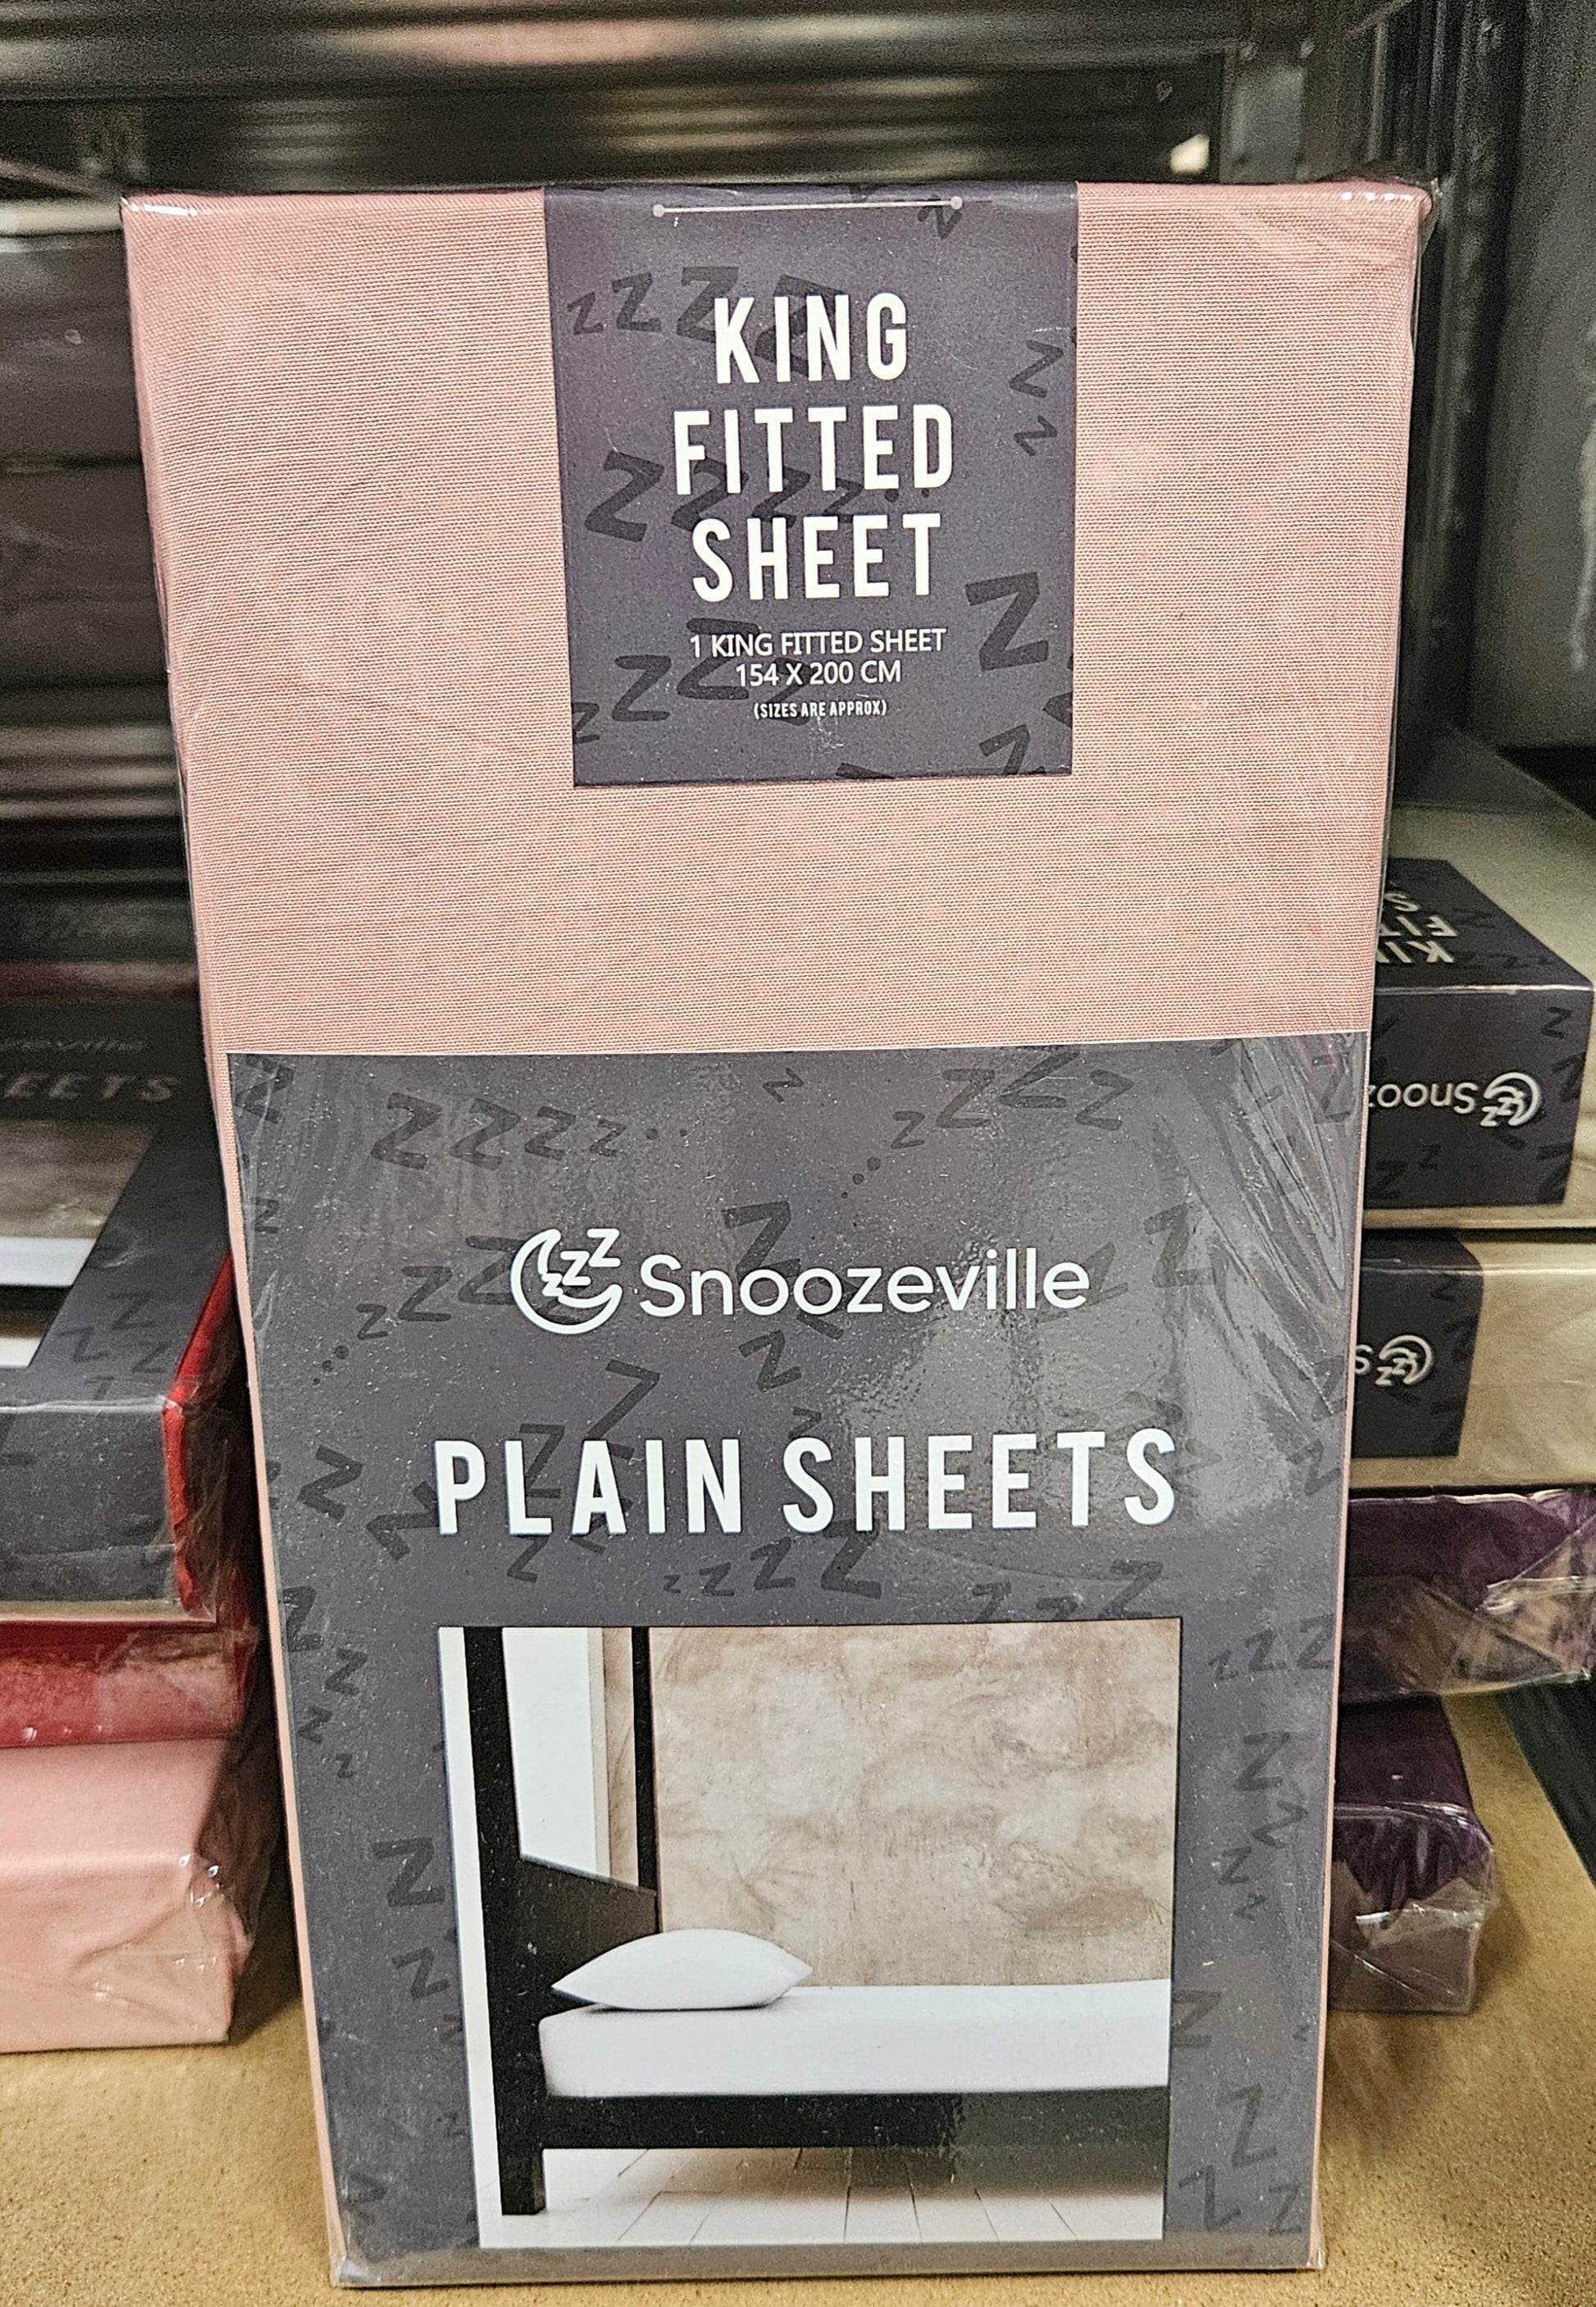 KING
FITTED
SHEET
1 KING FITTED SHEET
154 X 200 CM
(SIZES ARE APPROX)
Snoozeville
PLAIN SHEETS